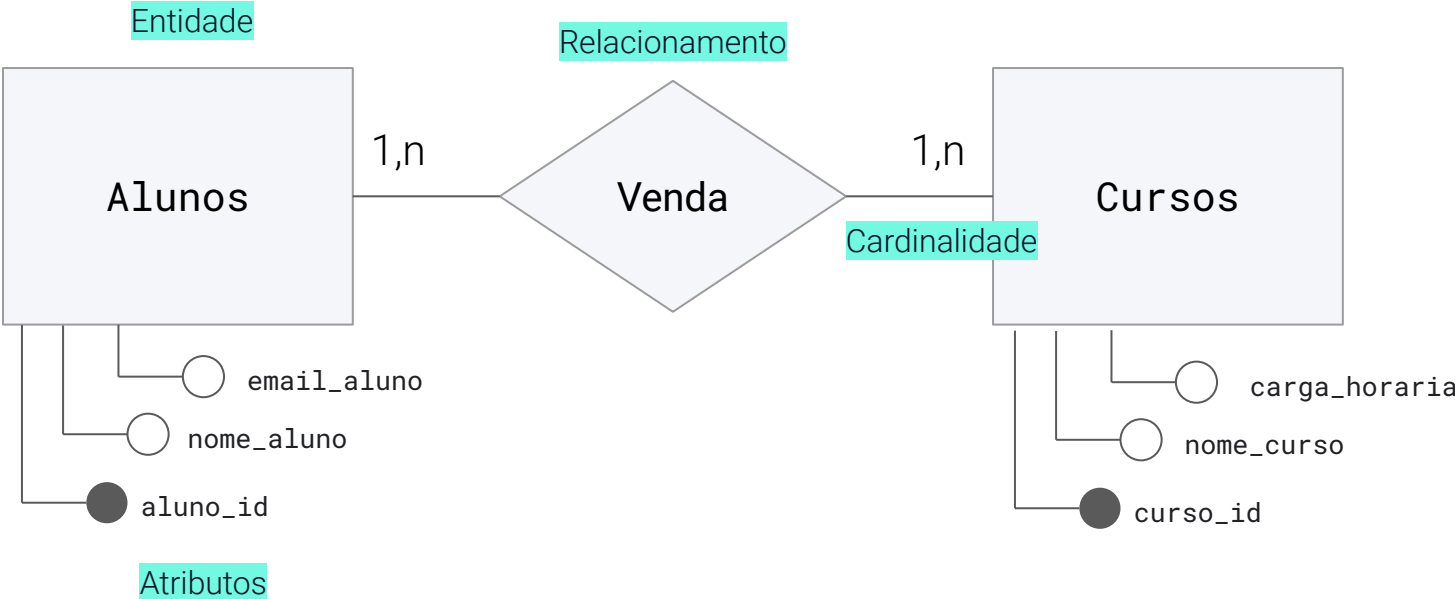 Entidade
Relacionamento
1,n
1,n
Alunos
Venda
Cursos
Cardinalidade
email_aluno
carga_horaria
nome_aluno
nome_curso
aluno_id
curso_id
Atributos